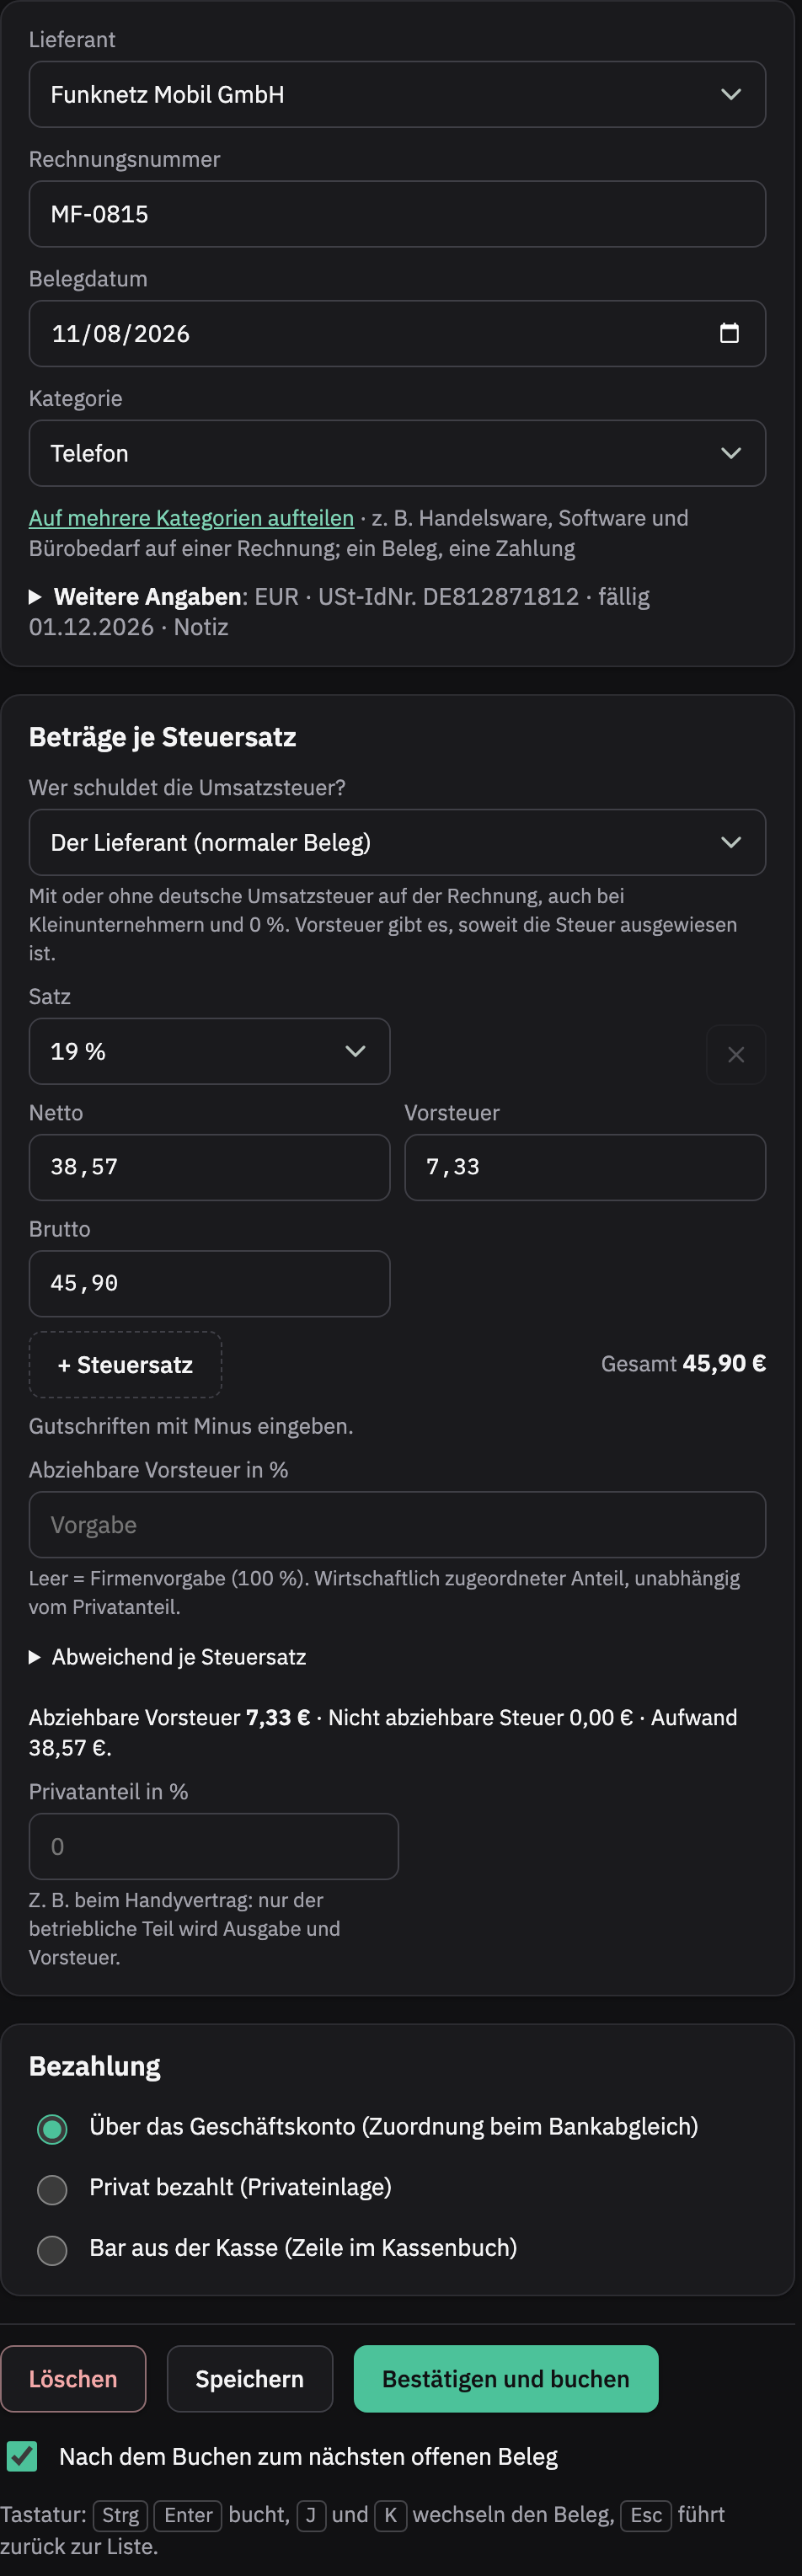 Lieferant
Funknetz Mobil GmbH
Rechnungsnummer
MF-0815
Belegdatum
11/08/2026
Kategorie
Telefon
Auf mehrere Kategorien aufteilen · z. B. Handelsware, Software und
Bürobedarf auf einer Rechnung; ein Beleg, eine Zahlung
▶ Weitere Angaben: EUR · USt-IdNr. DE812871812 · fällig
01.12.2026 · Notiz
Beträge je Steuersatz
Wer schuldet die Umsatzsteuer?
Der Lieferant (normaler Beleg)
Mit oder ohne deutsche Umsatzsteuer auf der Rechnung, auch bei
Kleinunternehmern und 0 %. Vorsteuer gibt es, soweit die Steuer ausgewiesen
ist.
Satz
19 %
Netto Vorsteuer
38,57 7,33
Brutto
45,90
+ Steuersatz Gesamt 45,90 €
Gutschriften mit Minus eingeben.
Abziehbare Vorsteuer in %
Vorgabe
Leer = Firmenvorgabe (100 %). Wirtschaftlich zugeordneter Anteil, unabhängig
vom Privatanteil.
▶ Abweichend je Steuersatz
Abziehbare Vorsteuer 7,33 € · Nicht abziehbare Steuer 0,00 € · Aufwand
38,57 €.
Privatanteil in %
0
Z. B. beim Handyvertrag: nur der
betriebliche Teil wird Ausgabe und
Vorsteuer.
Bezahlung
Über das Geschäftskonto (Zuordnung beim Bankabgleich)
Privat bezahlt (Privateinlage)
Bar aus der Kasse (Zeile im Kassenbuch)
Löschen Speichern Bestätigen und buchen
Nach dem Buchen zum nächsten offenen Beleg
Tastatur: Strg Enter bucht, J und K wechseln den Beleg, Esc führt
zurück zur Liste.